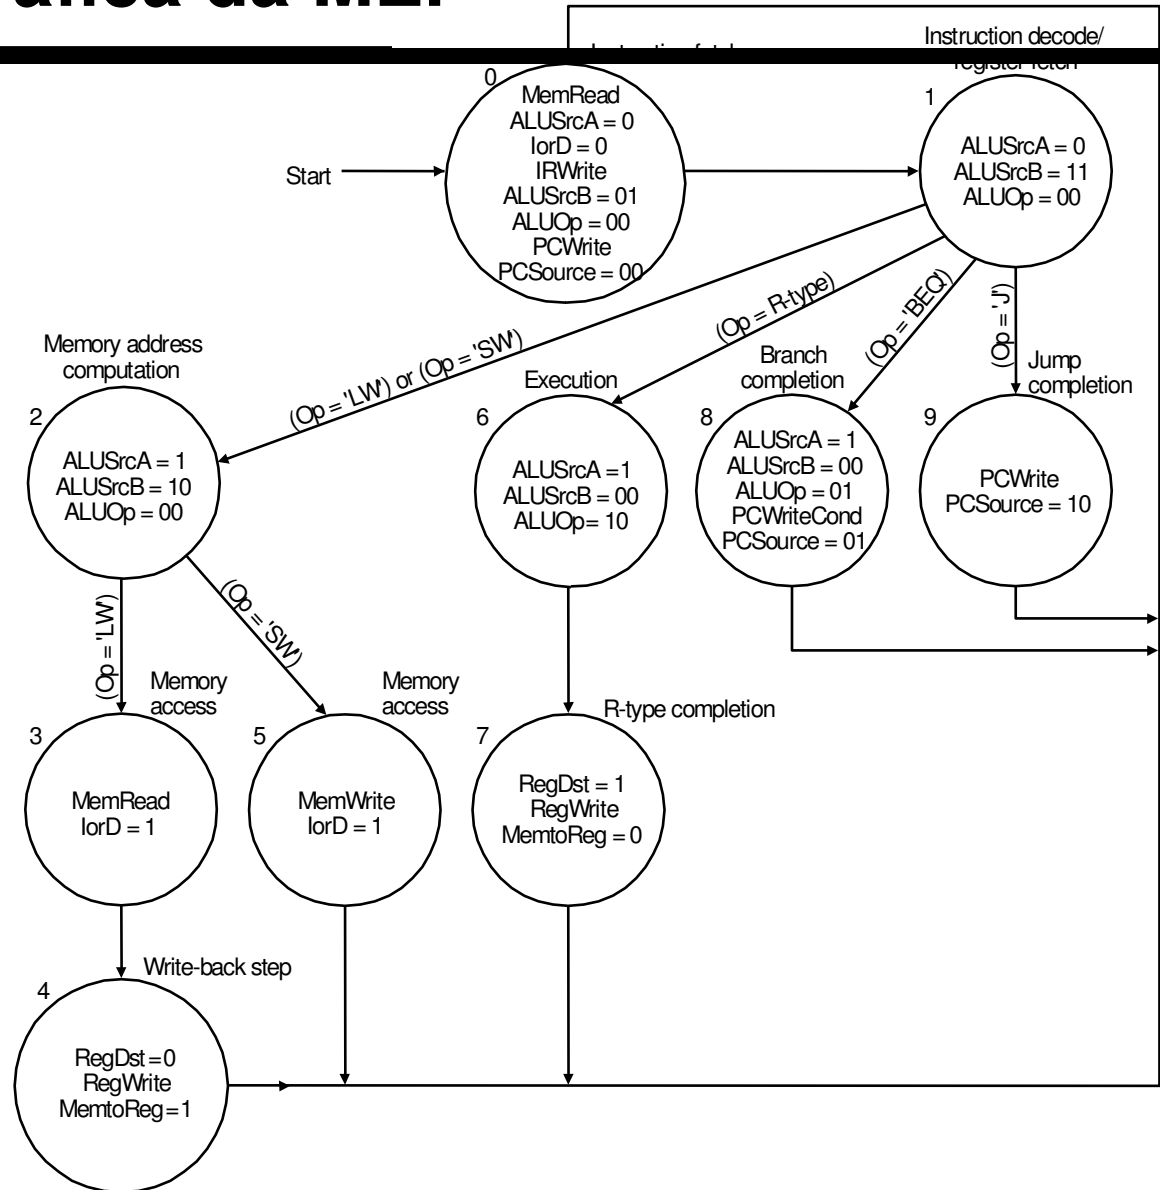 Instruction decode/
register fetch
0
MemRead
ALUSrcA = 0
IorD = 0
IRWrite
ALUSrcB = 01
ALUOp = 00
PCWrite
PCSource = 00
Start
1
ALUSrcA = 0
ALUSrcB = 11
ALUOp = 00
(Op = 'LW') or (Op = 'SW')
(Op = R-type)
(Op = 'BEQ')
(Op = 'J')
Memory address
computation
2
ALUSrcA = 1
ALUSrcB = 10
ALUOp = 00
Execution
6
ALUSrcA =1
ALUSrcB = 00
ALUOp= 10
Branch
completion
8
ALUSrcA = 1
ALUSrcB = 00
ALUOp = 01
PCWriteCond
PCSource = 01
Jump
completion
9
PCWrite
PCSource = 10
(Op = 'LW')
(Op = 'SW')
Memory
access
3
MemRead
IorD = 1
Memory
access
5
MemWrite
IorD = 1
R-type completion
7
RegDst = 1
RegWrite
MemtoReg = 0
Write-back step
4
RegDst=0
RegWrite
MemtoReg=1